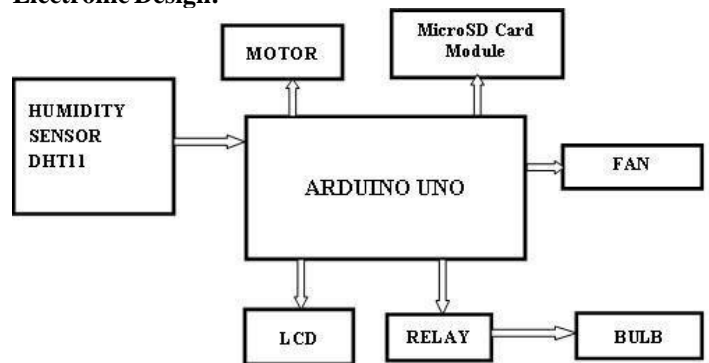 Electronic Design:
MOTOR
MicroSD Card
Module
HUMIDITY
SENSOR
DHT11
ARDUINO UNO
FAN
LCD
RELAY
BULB